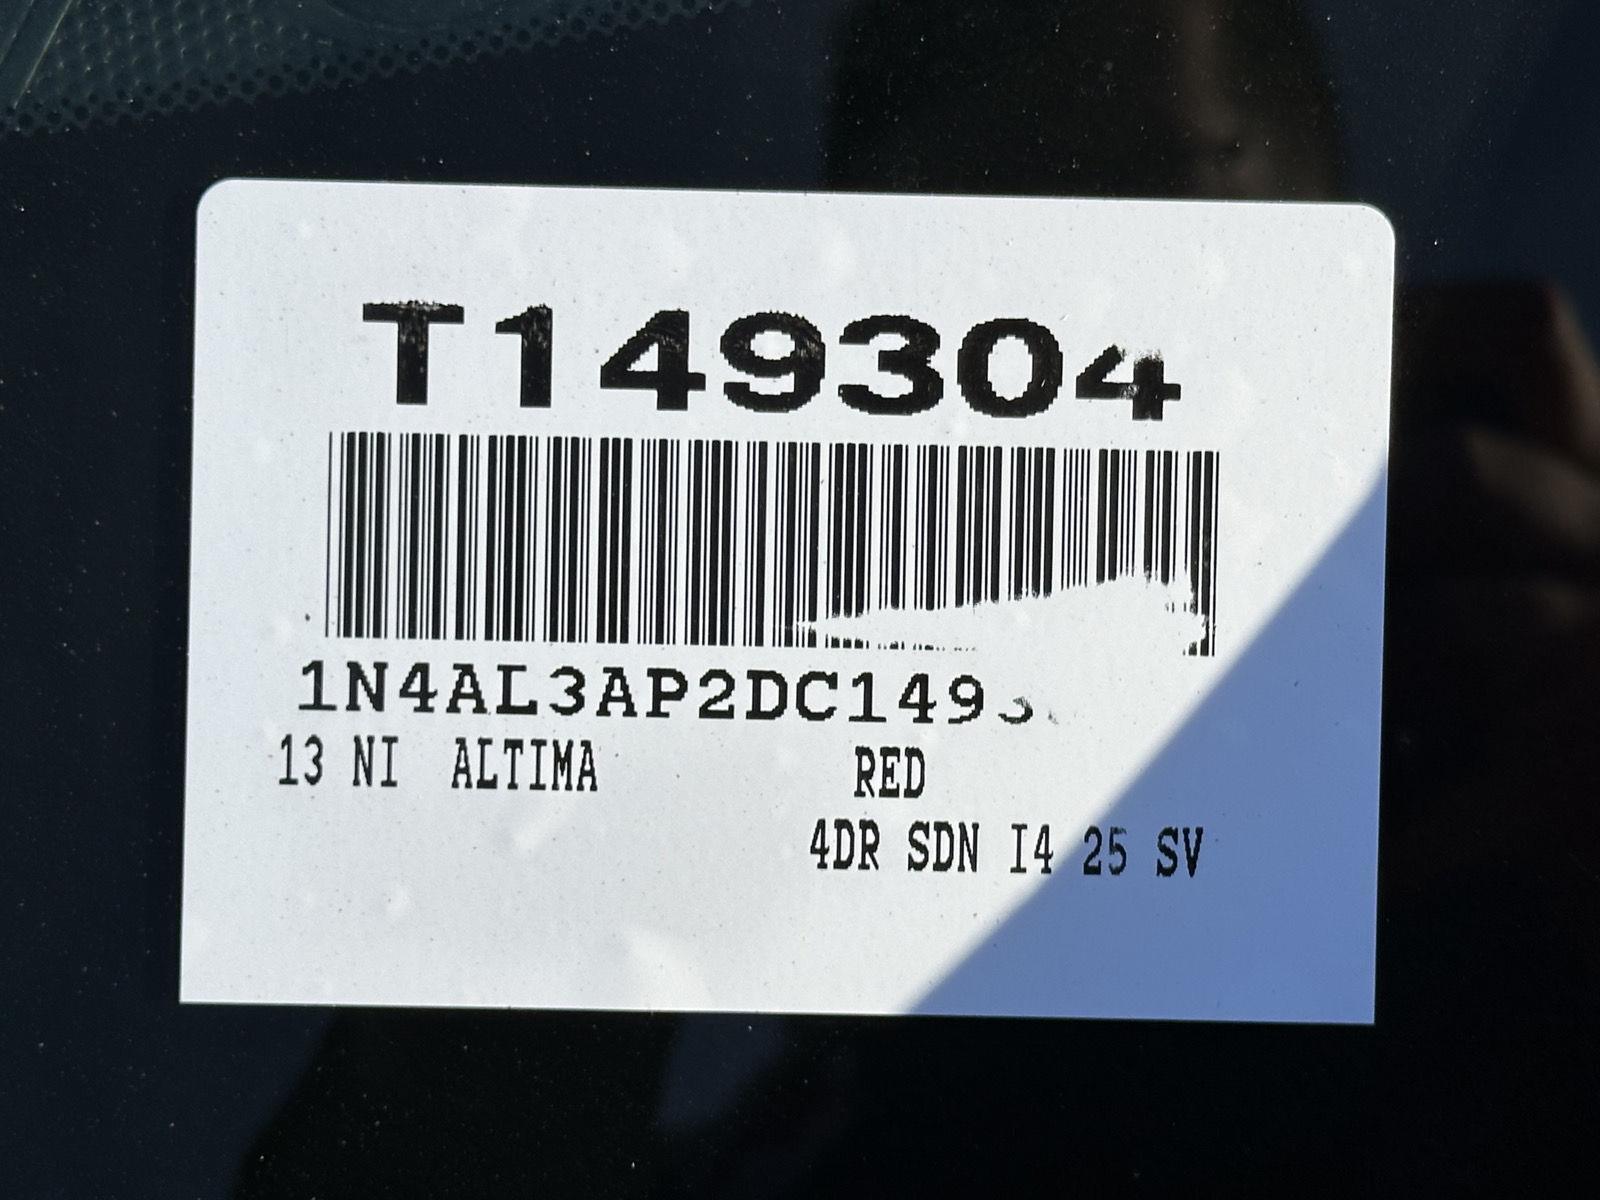 T149304
1N4AL3AP2DC149
13 NI ALTIMA RED
4DR SDN I4 25 SV